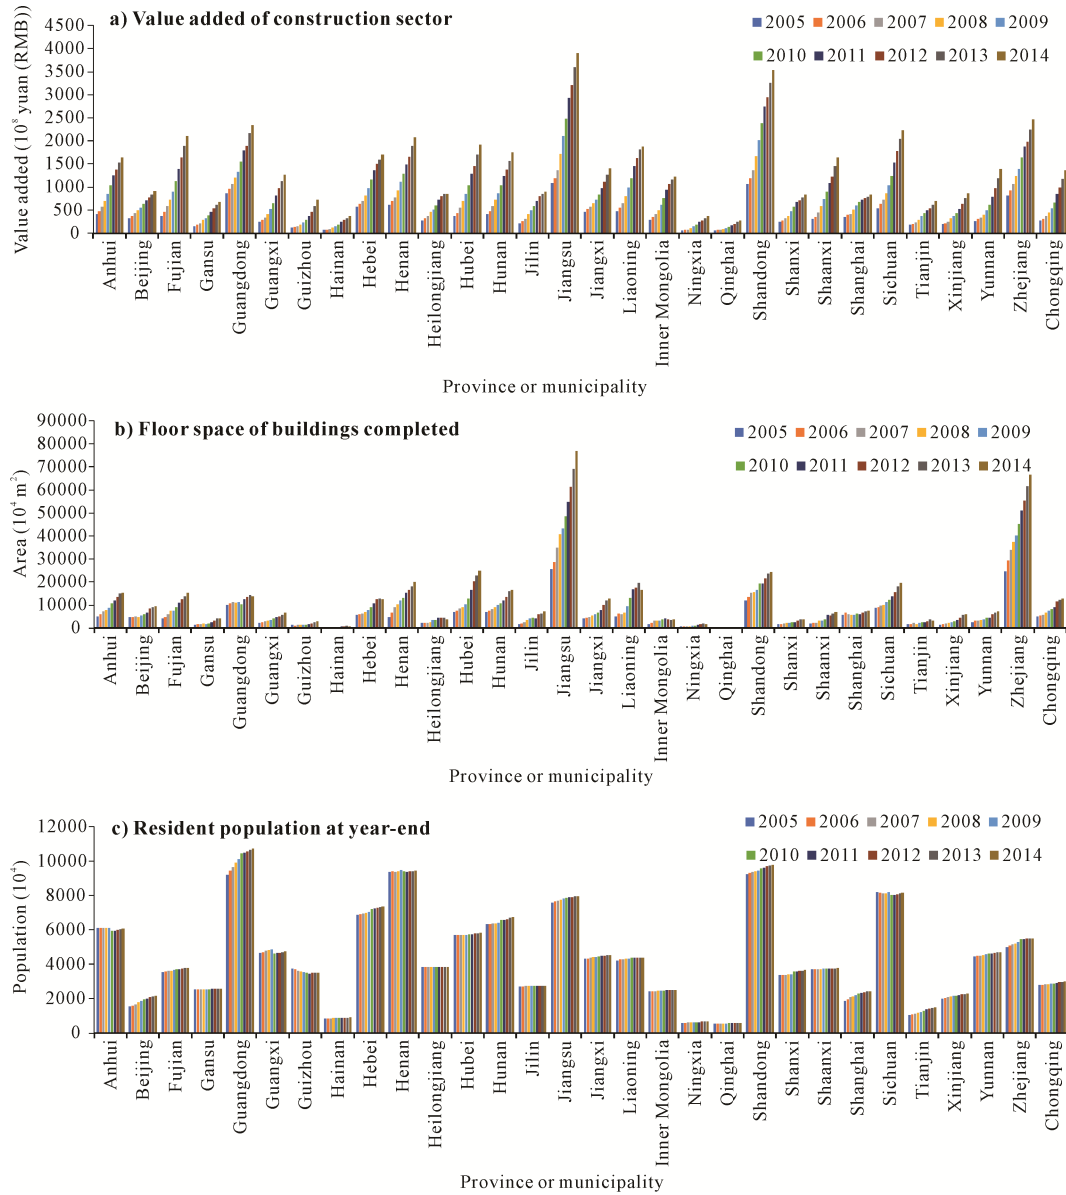 a) Value added of construction sector
2005 2006 2007 2008 2009
2010 2011 2012 2013 2014
Value added (10⁸ yuan (RMB))
4500
4000
3500
3000
2500
2000
1500
1000
500
0
Anhui
Beijing
Fujian
Gansu
Guangdong
Guangxi
Guizhou
Hainan
Hebei
Henan
Heilongjiang
Hubei
Hunan
Jilin
Jiangsu
Jiangxi
Liaoning
Inner Mongolia
Ningxia
Qinghai
Shandong
Shanxi
Shaanxi
Shanghai
Sichuan
Tianjin
Xinjiang
Yunnan
Zhejiang
Chongqing
Province or municipality
b) Floor space of buildings completed
2005 2006 2007 2008 2009
2010 2011 2012 2013 2014
Area (10⁴ m²)
90000
80000
70000
60000
50000
40000
30000
20000
10000
0
Anhui
Beijing
Fujian
Gansu
Guangdong
Guangxi
Guizhou
Hainan
Hebei
Henan
Heilongjiang
Hubei
Hunan
Jilin
Jiangsu
Jiangxi
Liaoning
Inner Mongolia
Ningxia
Qinghai
Shandong
Shanxi
Shaanxi
Shanghai
Sichuan
Tianjin
Xinjiang
Yunnan
Zhejiang
Chongqing
Province or municipality
c) Resident population at year-end
2005 2006 2007 2008 2009
2010 2011 2012 2013 2014
Population (10⁴)
12000
10000
8000
6000
4000
2000
0
Anhui
Beijing
Fujian
Gansu
Guangdong
Guangxi
Guizhou
Hainan
Hebei
Henan
Heilongjiang
Hubei
Hunan
Jilin
Jiangsu
Jiangxi
Liaoning
Inner Mongolia
Ningxia
Qinghai
Shandong
Shanxi
Shaanxi
Shanghai
Sichuan
Tianjin
Xinjiang
Yunnan
Zhejiang
Chongqing
Province or municipality